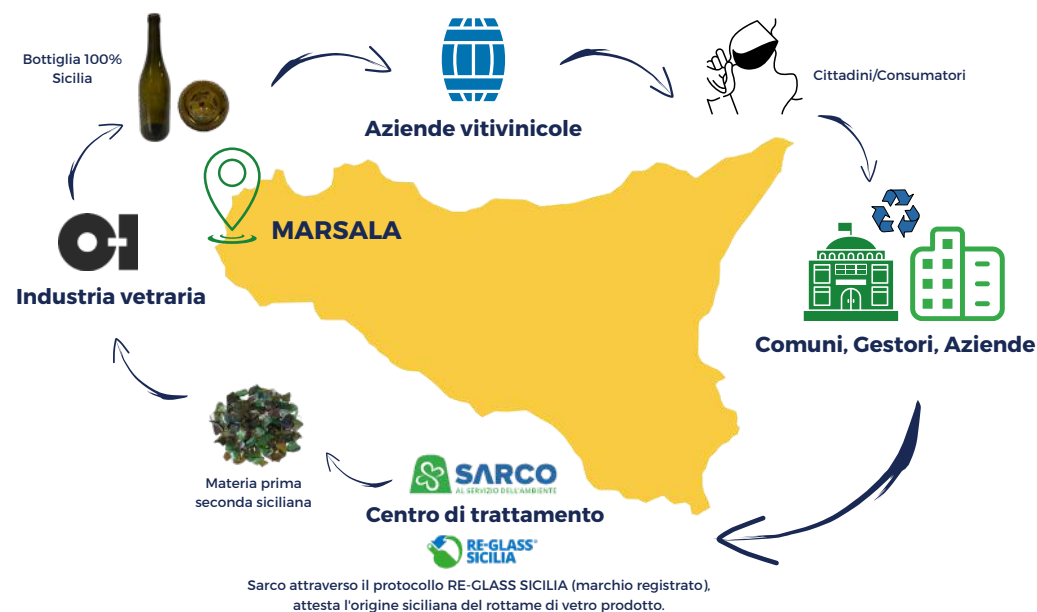 Bottiglia 100%
Sicilia
Aziende vitivinicole
Cittadini/Consumatori
MARSALA
O-I
Industria vetraria
Comuni, Gestori, Aziende
Materia prima
seconda siciliana
SARCO
AL SERVIZIO DELL'AMBIENTE
Centro di trattamento
RE-GLASS®
SICILIA
Sarco attraverso il protocollo RE-GLASS SICILIA (marchio registrato),
attesta l'origine siciliana del rottame di vetro prodotto.